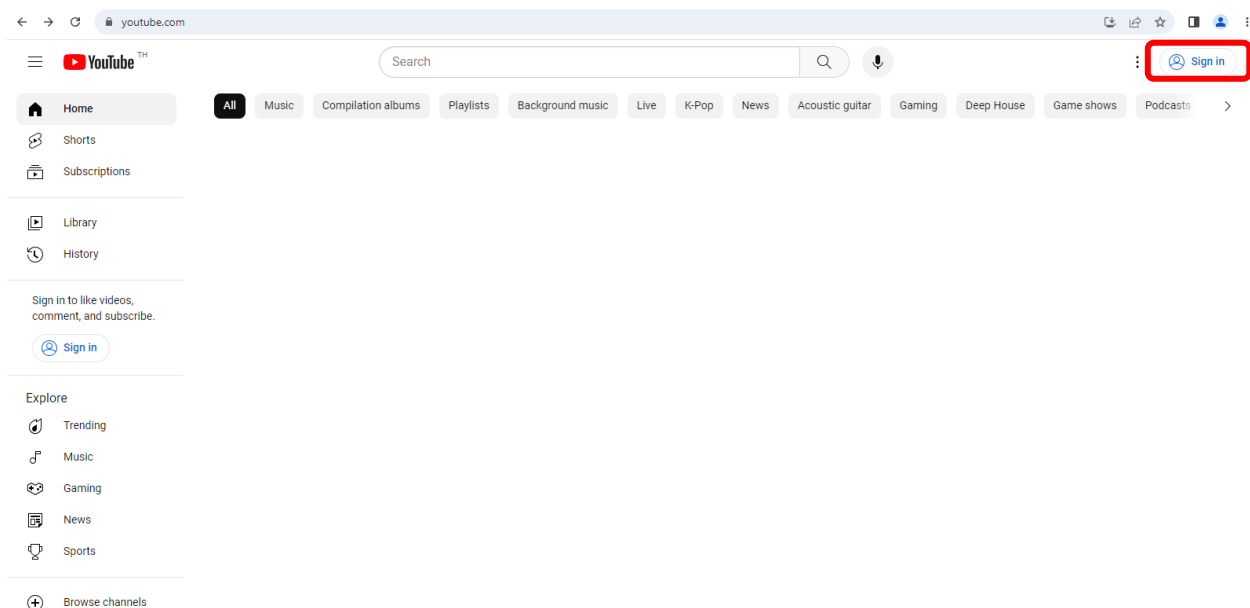 youtube.com
YouTube TH
Search
Sign in
Home
All Music Compilation albums Playlists Background music Live K-Pop News Acoustic guitar Gaming Deep House Game shows Podcasts
Shorts
Subscriptions
Library
History
Sign in to like videos,
comment, and subscribe.
Sign in
Explore
Trending
Music
Gaming
News
Sports
Browse channels